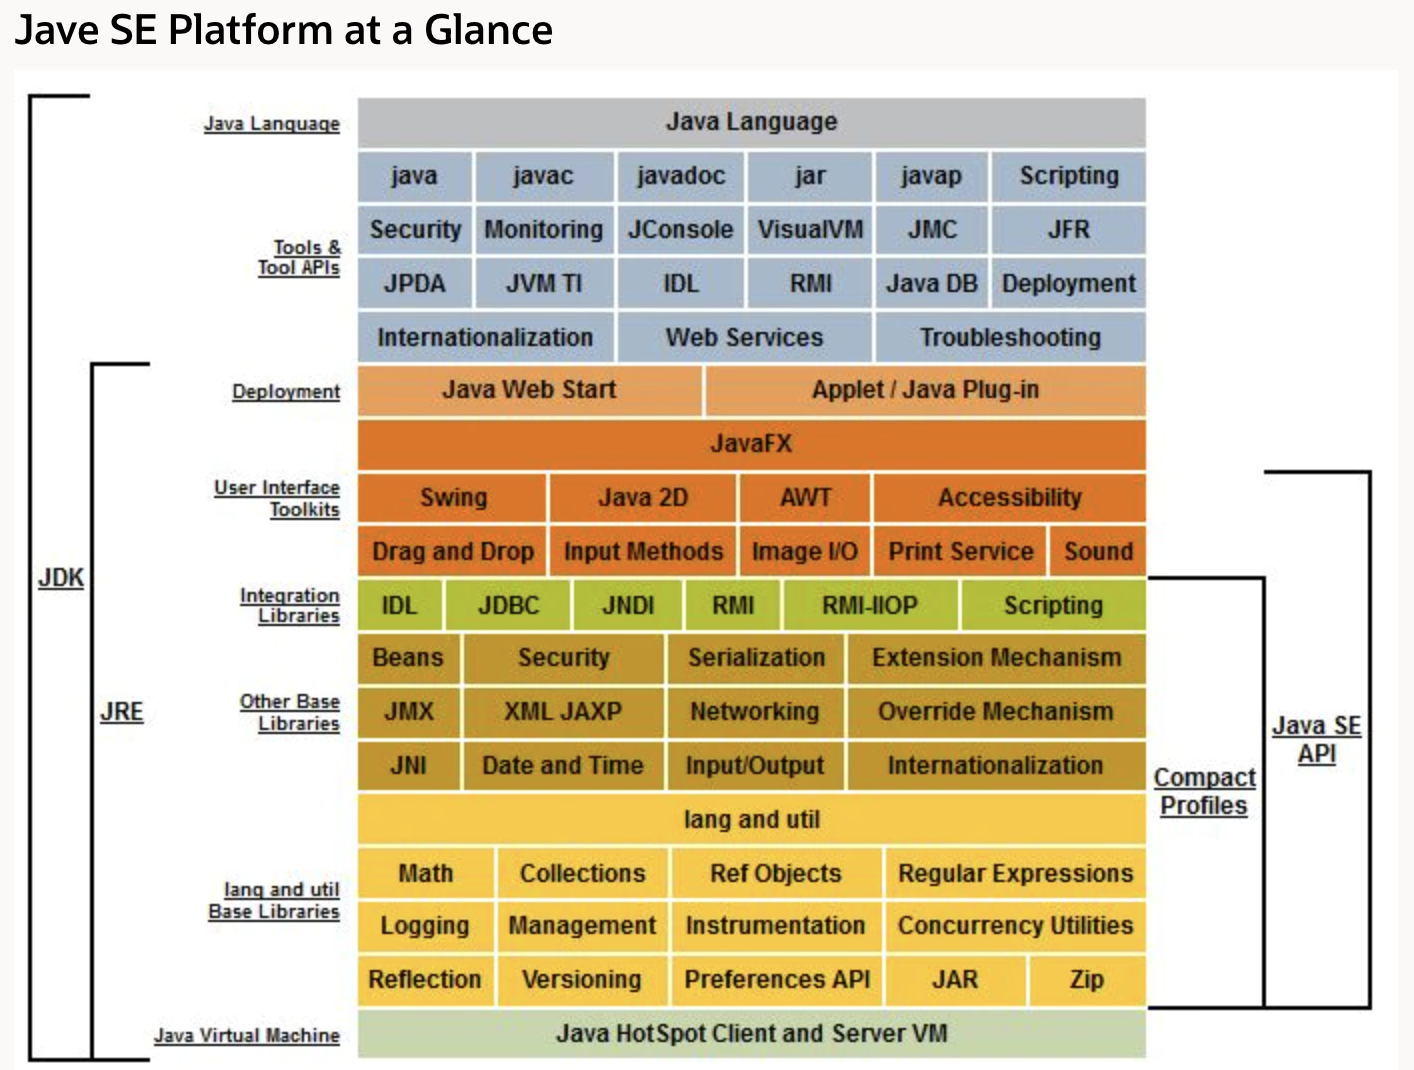 Jave SE Platform at a Glance
Java Language
Java Language
java javac javadoc jar javap Scripting
Security Monitoring JConsole VisualVM JMC JFR
Tools &
Tool APIs
JPDA JVM TI IDL RMI Java DB Deployment
Internationalization Web Services Troubleshooting
Deployment
Java Web Start Applet / Java Plug-in
JavaFX
User Interface
Toolkits
Swing Java 2D AWT Accessibility
Drag and Drop Input Methods Image I/O Print Service Sound
JDK
Integration
Libraries
IDL JDBC JNDI RMI RMI-IIOP Scripting
Beans Security Serialization Extension Mechanism
JRE
Other Base
Libraries
JMX XML JAXP Networking Override Mechanism
Java SE
API
JNI Date and Time Input/Output Internationalization
Compact
Profiles
lang and util
Math Collections Ref Objects Regular Expressions
lang and util
Base Libraries
Logging Management Instrumentation Concurrency Utilities
Reflection Versioning Preferences API JAR Zip
Java Virtual Machine
Java HotSpot Client and Server VM